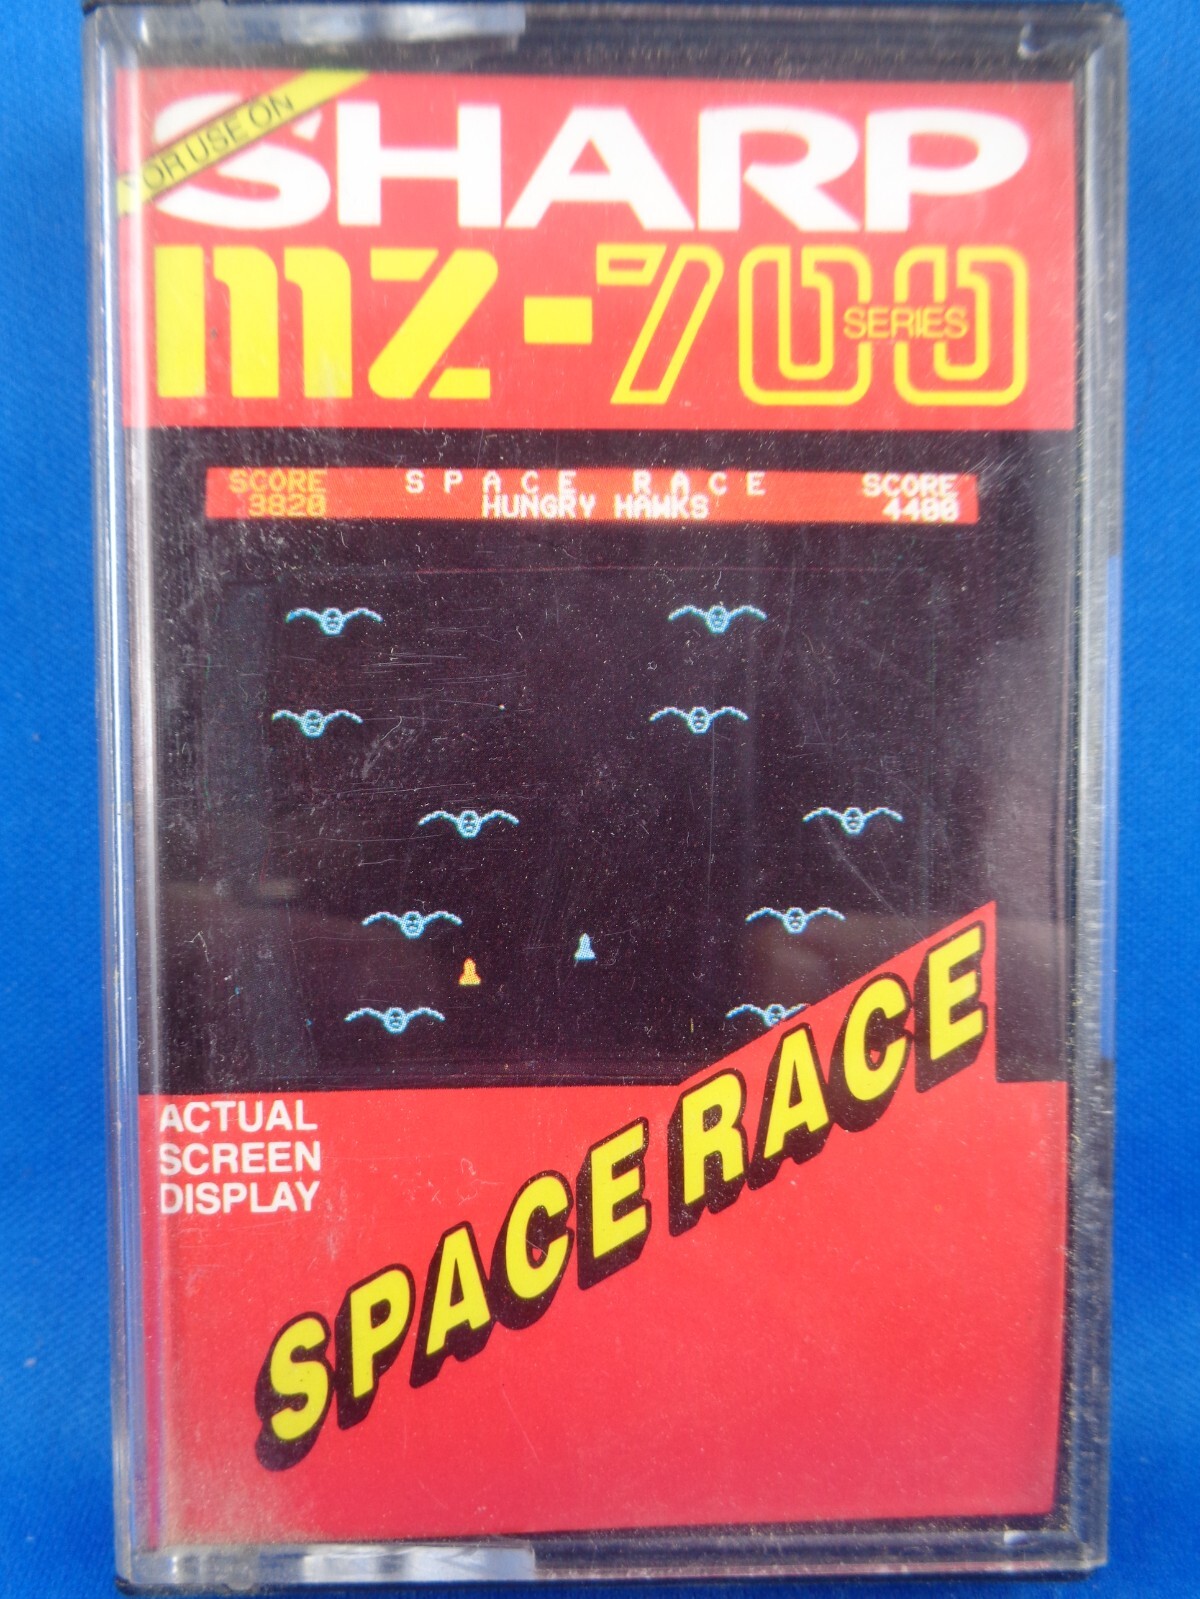 FOR USE ON
SHARP
MZ-700
SERIES
SCORE SPACE RACE SCORE
3820 HUNGRY HAWKS 4400
ACTUAL
SCREEN
DISPLAY
SPACE RACE